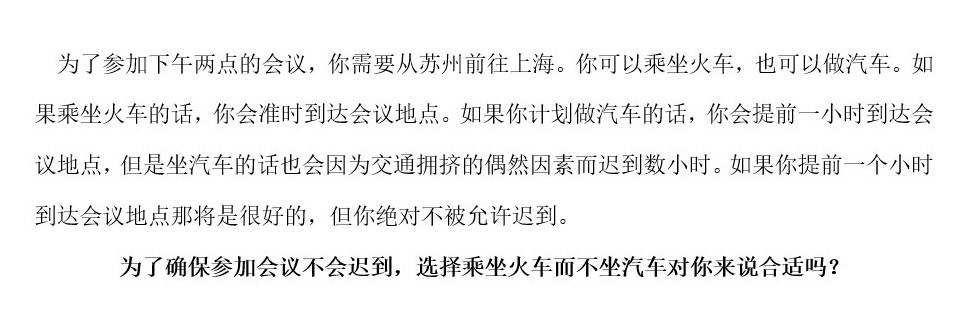 为了参加下午两点的会议，你需要从苏州前往上海。你可以乘坐火车，也可以做汽车。如
果乘坐火车的话，你会准时到达会议地点。如果你计划做汽车的话，你会提前一小时到达会
议地点，但是坐汽车的话也会因为交通拥挤的偶然因素而迟到数小时。如果你提前一个小时
到达会议地点那将是很好的，但你绝对不被允许迟到。
为了确保参加会议不会迟到，选择乘坐火车而不坐汽车对你来说合适吗？